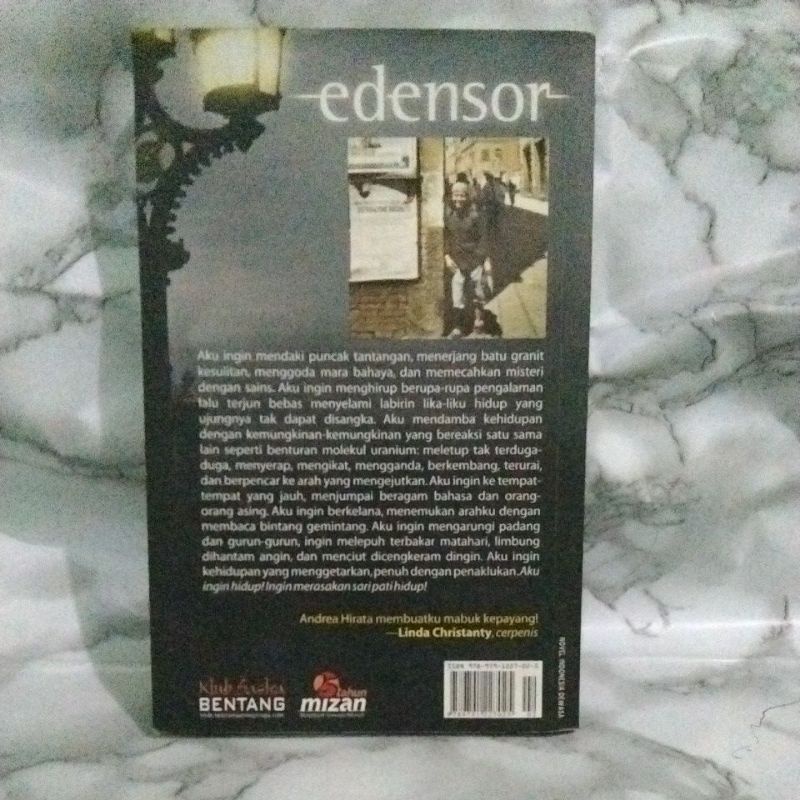 edensor
Aku ingin mendaki puncak tantangan, menerjang batu granit
kesulitan, menggoda mara bahaya, dan memecahkan misteri
dengan sains. Aku ingin menghirup berupa-rupa pengalaman
lalu terjun bebas menyelami labirin lika-liku hidup yang
ujungnya tak dapat disangka. Aku mendamba kehidupan
dengan kemungkinan-kemungkinan yang bereaksi satu sama
lain seperti benturan molekul uranium: meletup tak terduga-
duga, menyerap, mengikat, mengganda, berkembang, terurai,
dan berpencar ke arah yang mengejutkan. Aku ingin ke tempat-
tempat yang jauh, menjumpai beragam bahasa dan orang-
orang asing. Aku ingin berkelana, menemukan arahku dengan
membaca bintang gemintang. Aku ingin mengarungi padang
dan gurun-gurun, ingin melepuh terbakar matahari, limbung
dihantam angin, dan menciut dicengkeram dingin. Aku ingin
kehidupan yang menggetarkan, penuh dengan penaklukan. Aku
ingin hidup! Ingin merasakan sari pati hidup!
Andrea Hirata membuatku mabuk kepayang!
—Linda Christanty, cerpenis
BENTANG
25 tahun
mizan
ISBN
NOVEL INDONESIA DEWASA